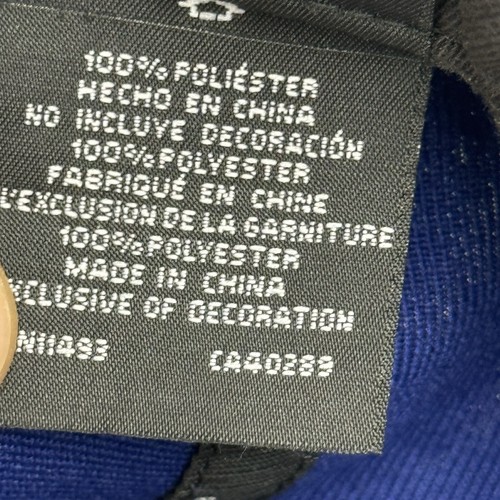 100% POLIÉSTER
HECHO EN CHINA
NO INCLUYE DECORACIÓN
100% POLYESTER
FABRIQUÉ EN CHINE
L'EXCLUSION DE LA GARNITURE
100% POLYESTER
MADE IN CHINA
EXCLUSIVE OF DECORATION
CA40289